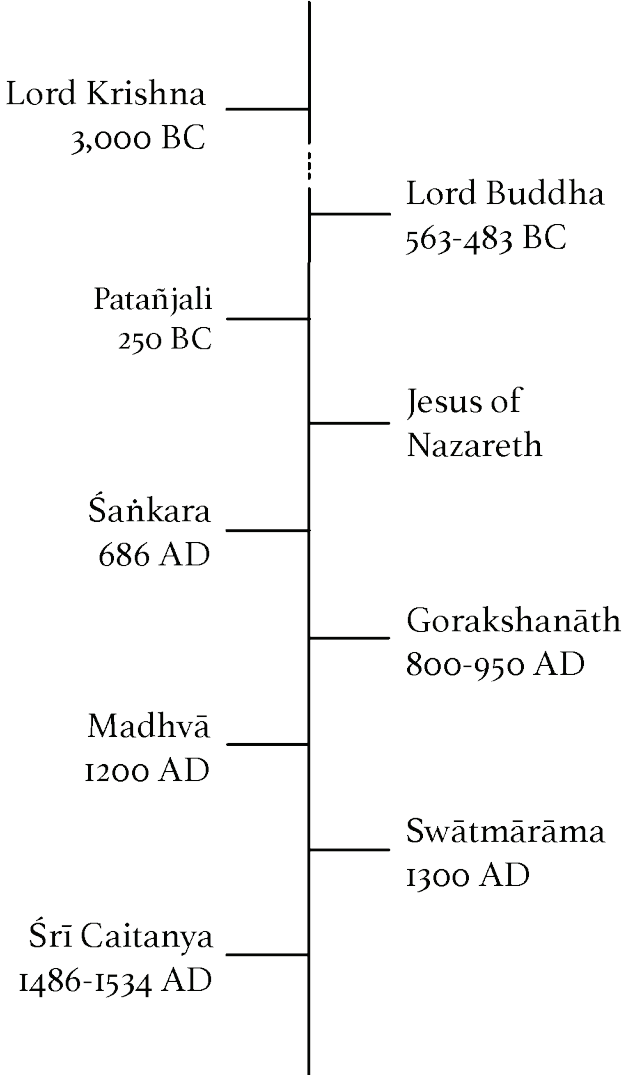 Lord Krishna
3,000 BC
Lord Buddha
563-483 BC
Patañjali
250 BC
Jesus of
Nazareth
Śaṅkara
686 AD
Gorakshanāth
800-950 AD
Madhvā
1200 AD
Swātmārāma
1300 AD
Śrī Caitanya
1486-1534 AD